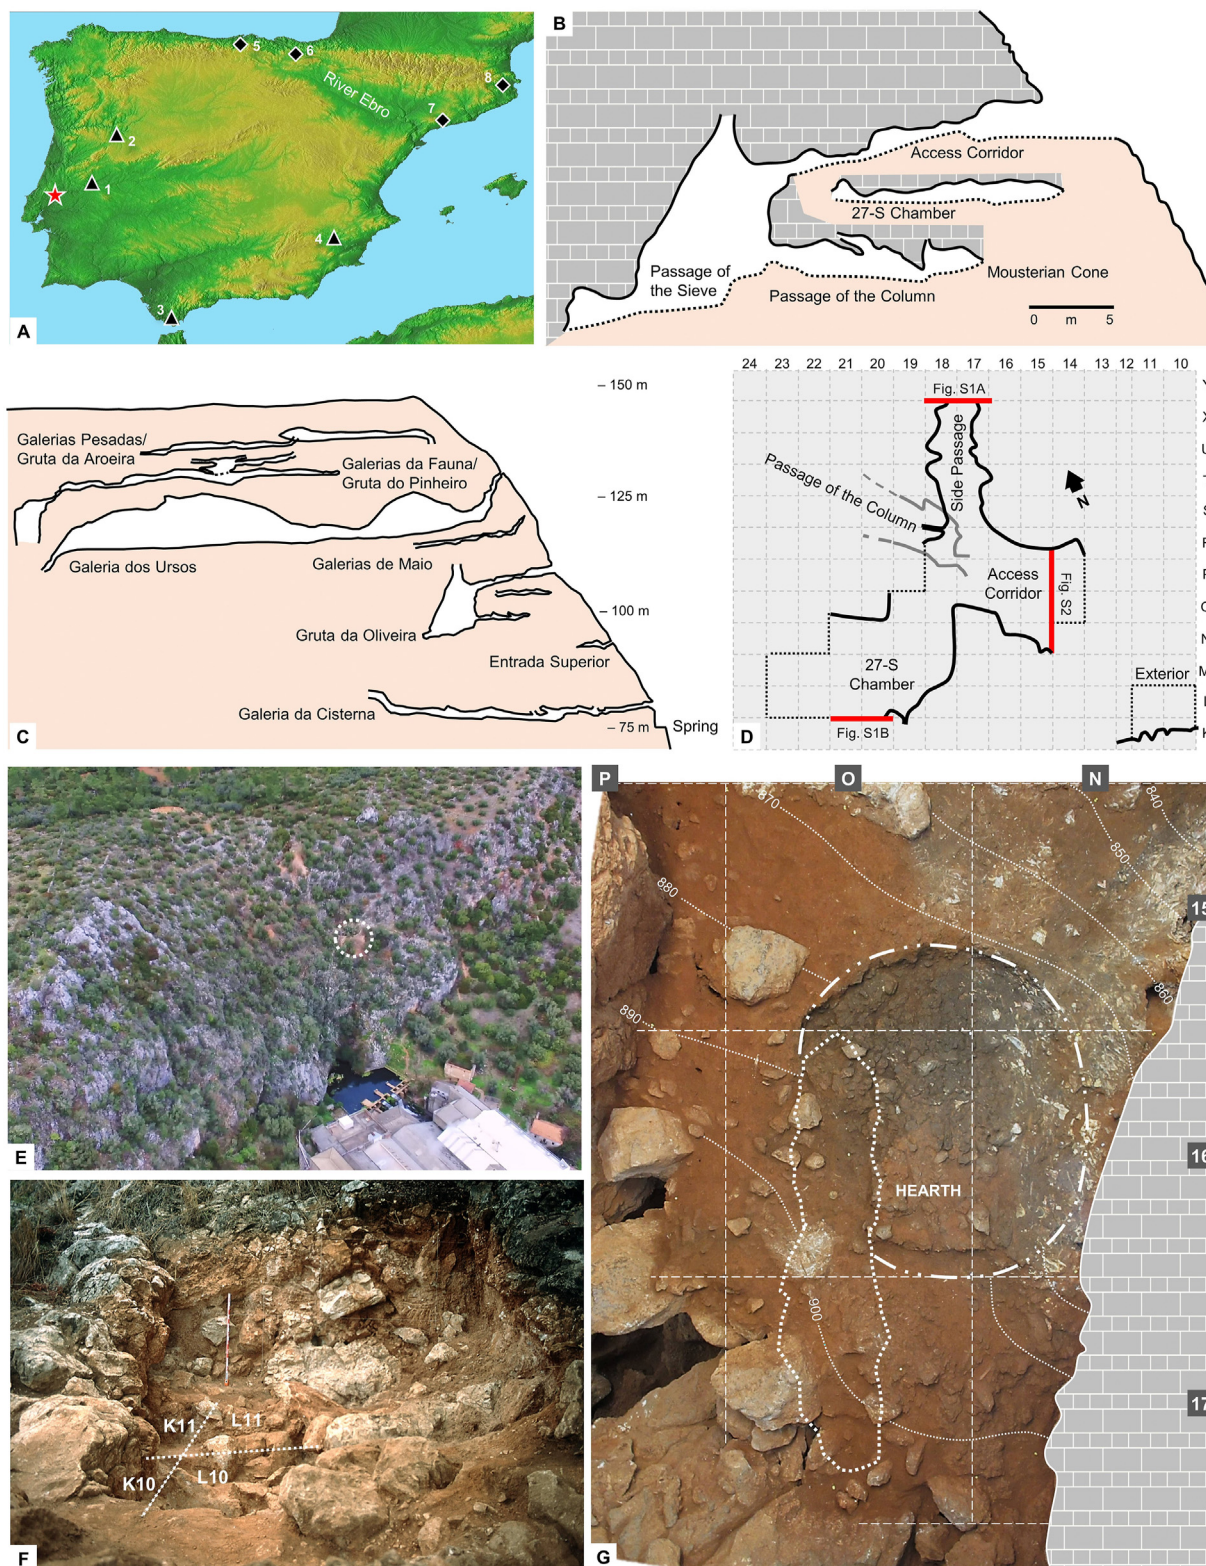 5
6
8
River Ebro
7
2
1
4
3
A
B
Access Corridor
27-S Chamber
Passage of
the Sieve
Mousterian Cone
Passage of the Column
0 m 5
– 150 m
Galerias Pesadas/
Gruta da Aroeira
Galerias da Fauna/
Gruta do Pinheiro
– 125 m
Galeria dos Ursos
Galerias de Maio
– 100 m
Gruta da Oliveira
Entrada Superior
Galeria da Cisterna
– 75 m
Spring
C
24 23 22 21 20 19 18 17 16 15 14 13 12 11 10
Fig. S1A
Side Passage
Passage of the Column
N
Access
Corridor
Fig. S2
27-S
Chamber
Exterior
Fig. S1B
D
X
S
E
K11
L11
K10
L10
F
P
O
N
870
840
850
880
15
860
890
16
HEARTH
900
17
G